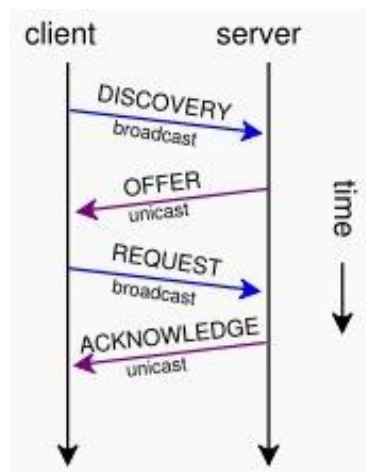 client
server
DISCOVERY
broadcast
OFFER
unicast
time
REQUEST
broadcast
ACKNOWLEDGE
unicast